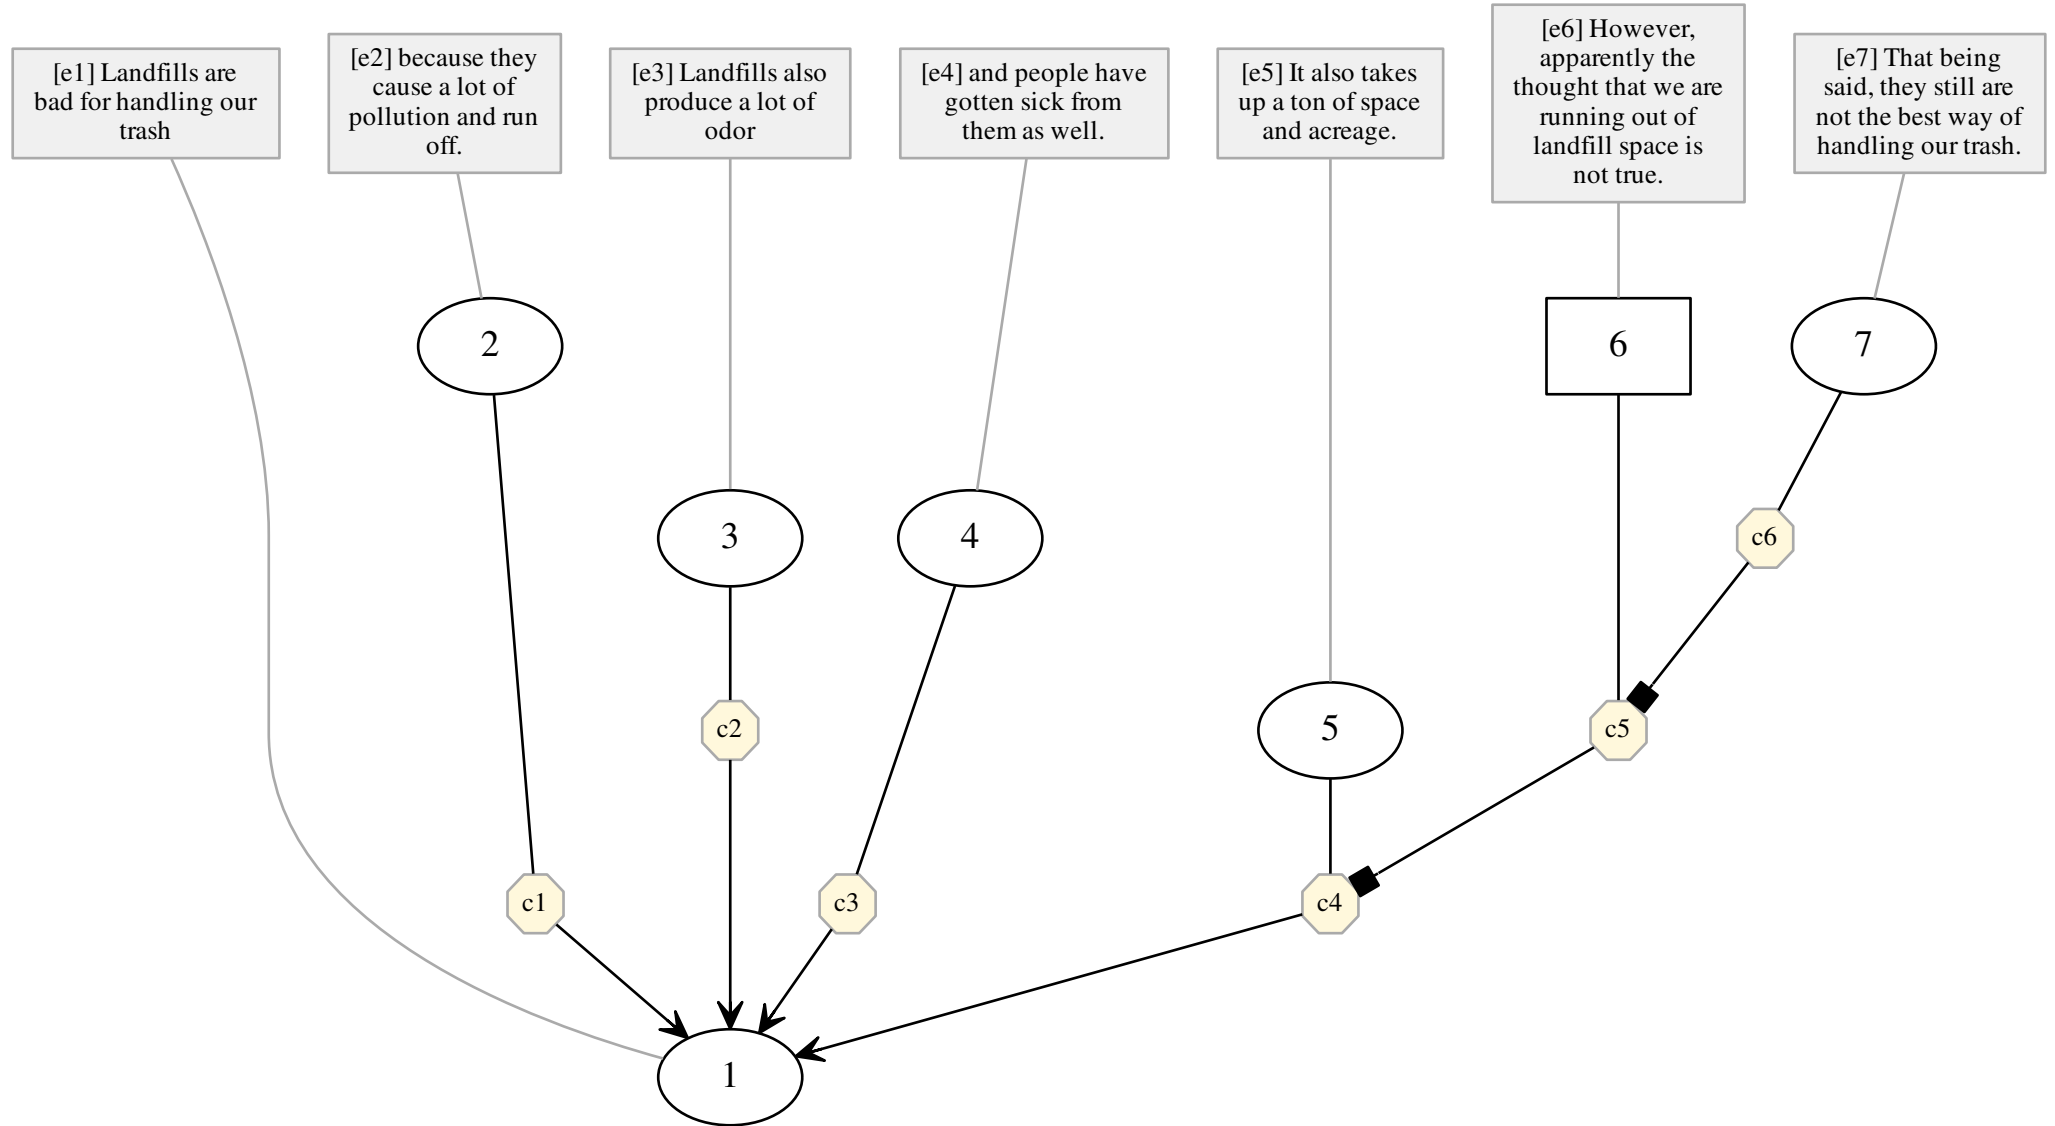 [e1] Landfills are
bad for handling our
trash
[e2] because they
cause a lot of
pollution and run
off.
[e3] Landfills also
produce a lot of
odor
[e4] and people have
gotten sick from
them as well.
[e5] It also takes
up a ton of space
and acreage.
[e6] However,
apparently the
thought that we are
running out of
landfill space is
not true.
[e7] That being
said, they still are
not the best way of
handling our trash.
2
6
7
3
4
c6
c2
5
c5
c1
c3
c4
1